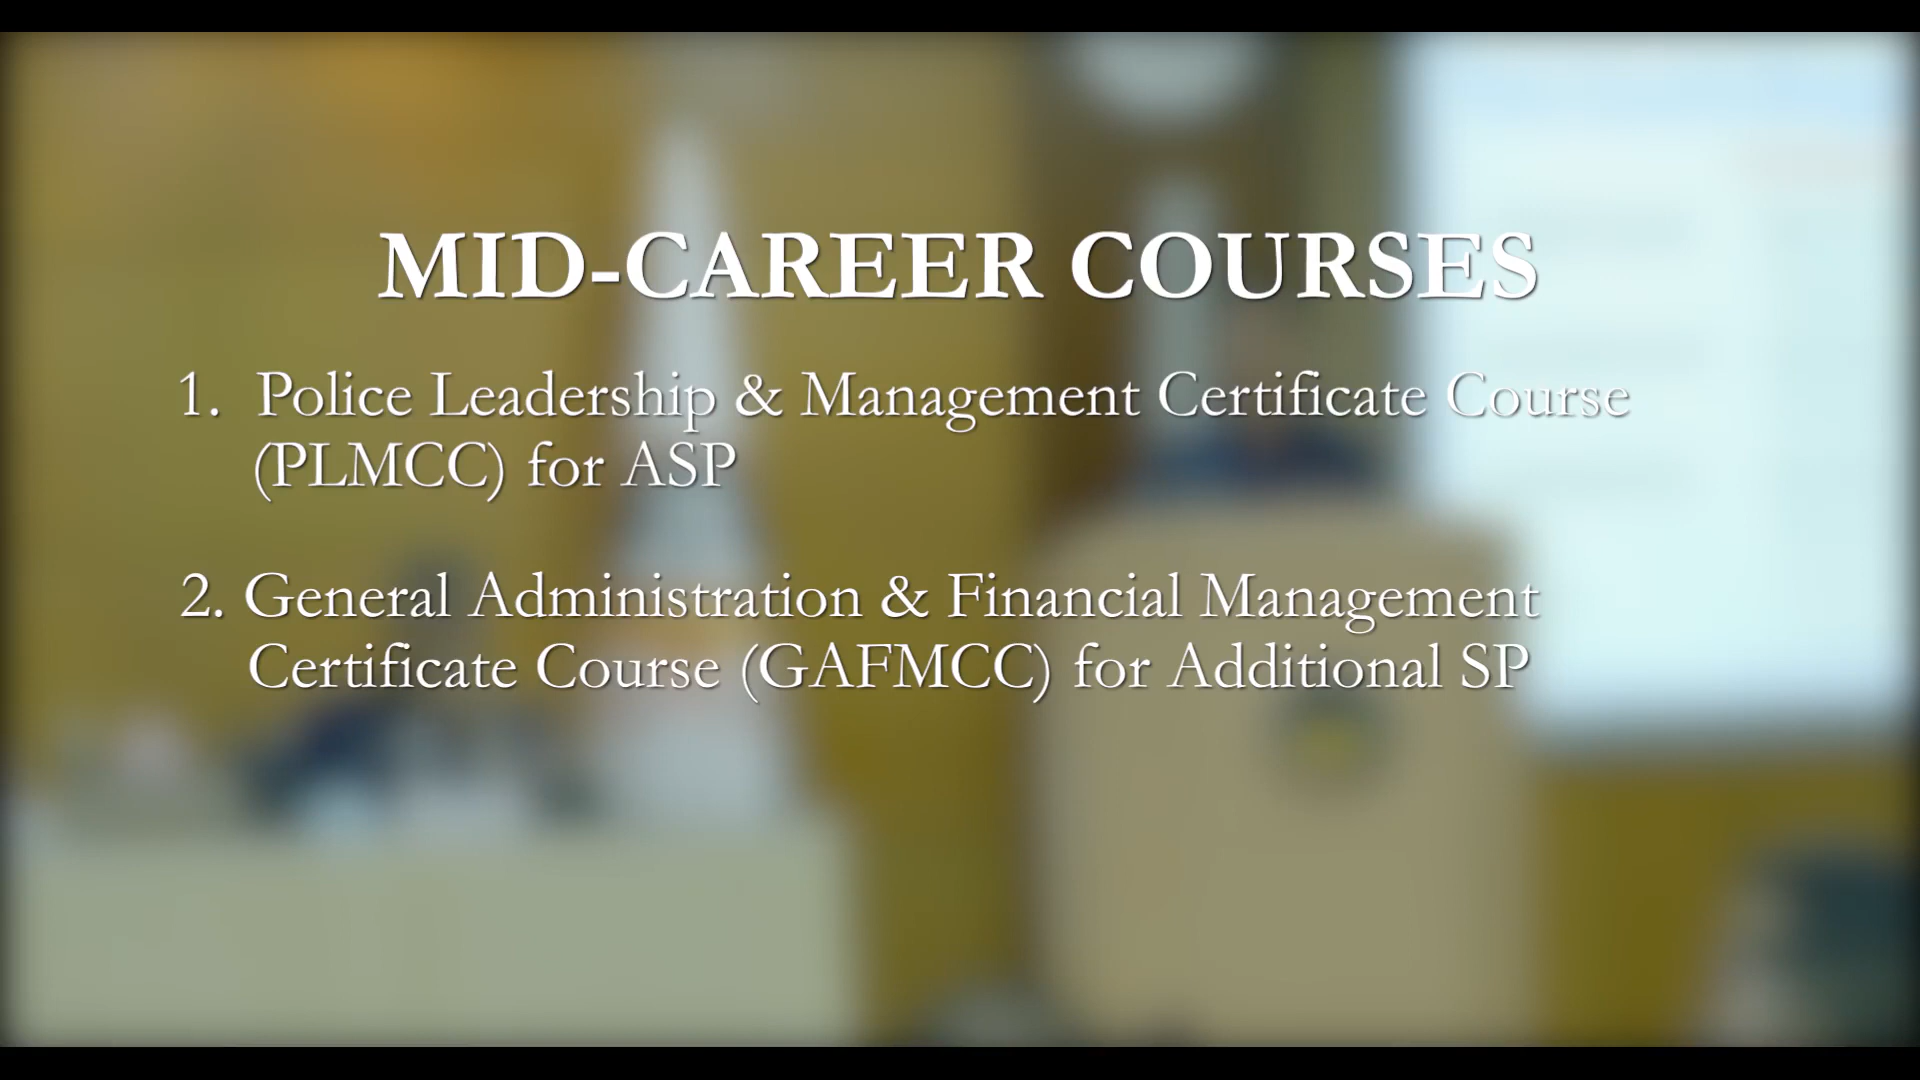 MID-CAREER COURSES
1. Police Leadership & Management Certificate Course
(PLMCC) for ASP
2. General Administration & Financial Management
Certificate Course (GAFMCC) for Additional SP